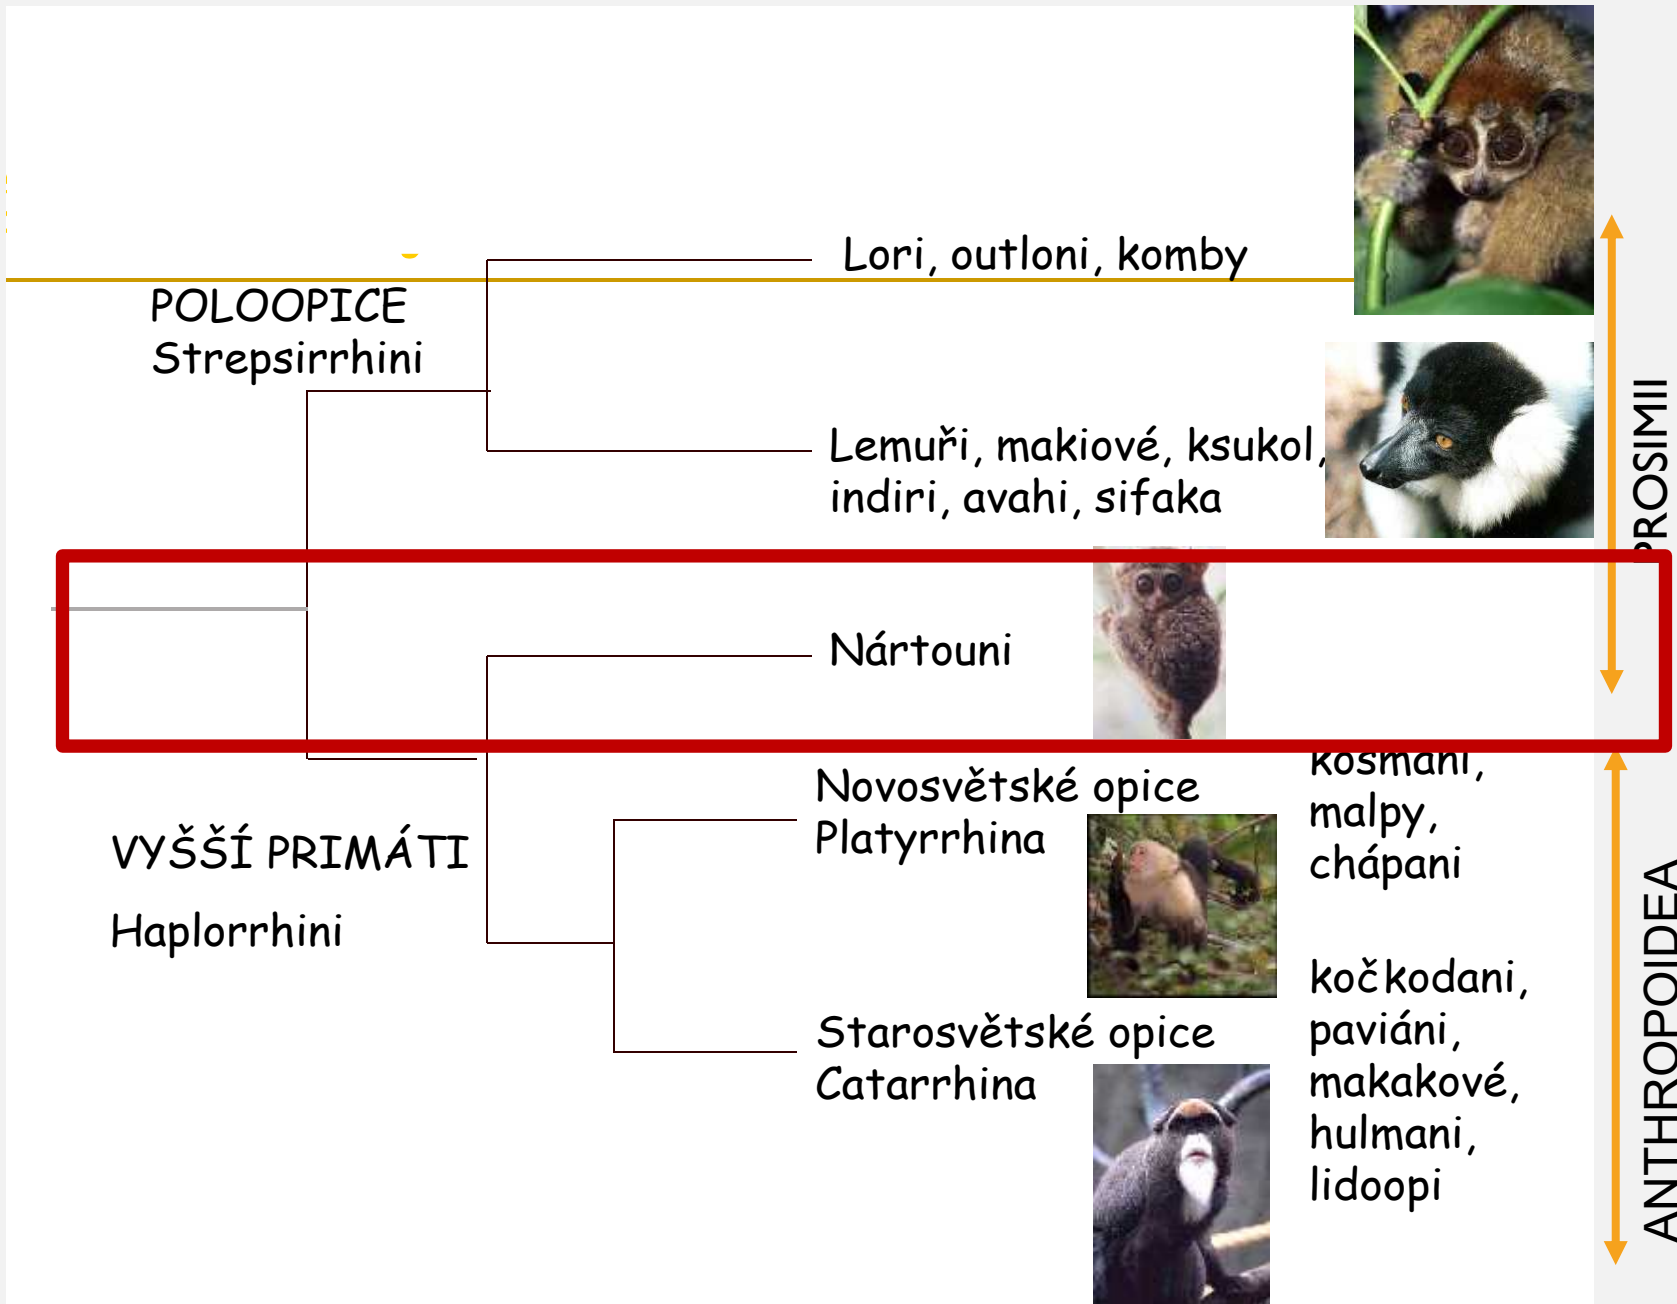 Lori, outloni, komby
POLOOPICE
Strepsirrhini
Lemuři, makiové, ksukol,
indiri, avahi, sifaka
PROSIMII
Nártouni
kosmani,
malpy,
chápani
Novosvětské opice
Platyrrhina
VYŠŠÍ PRIMÁTI
Haplorrhini
kočkodani,
paviáni,
makakové,
hulmani,
lidoopi
Starosvětské opice
Catarrhina
ANTHROPOIDEA